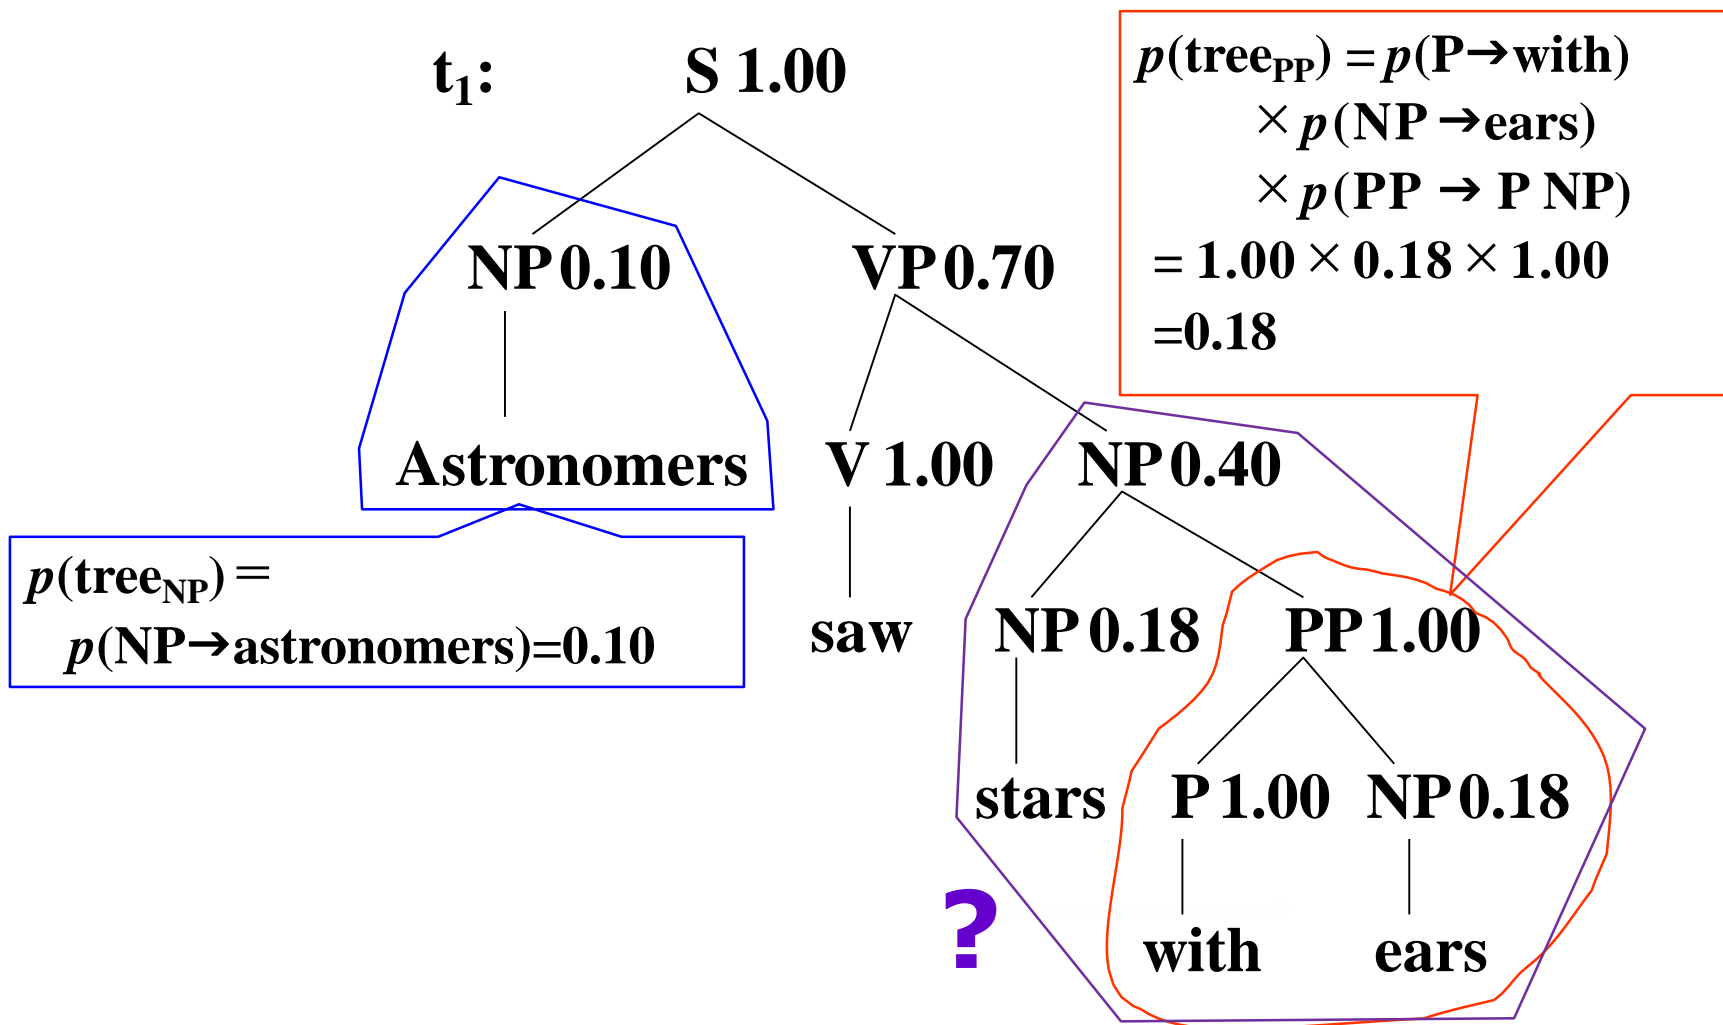 t₁: S 1.00
p(tree_PP) = p(P→with)
× p(NP →ears)
× p(PP → P NP)
= 1.00 × 0.18 × 1.00
=0.18
NP 0.10 VP 0.70
Astronomers V 1.00 NP 0.40
p(tree_NP) =
p(NP→astronomers)=0.10
saw NP 0.18 PP 1.00
stars P 1.00 NP 0.18
?
with ears